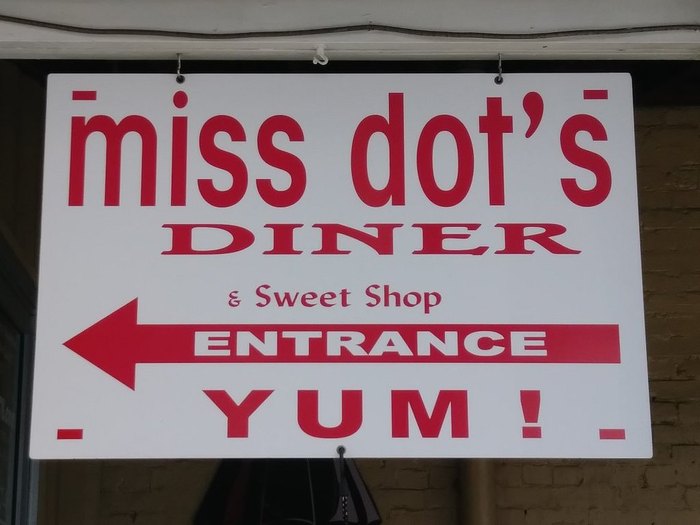 miss dot's
DINER
& Sweet Shop
ENTRANCE
YUM !